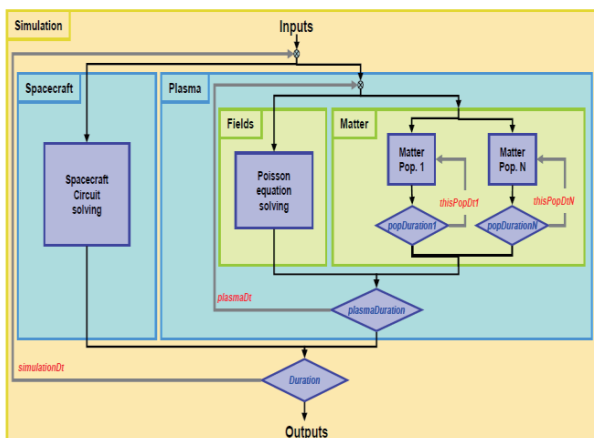 Simulation
Inputs
Spacecraft
Plasma
Fields
Matter
Spacecraft
Circuit
solving
Poisson
equation
solving
Matter
Pop. 1
Matter
Pop. N
thisPopDt1
thisPopDtN
popDuration1
popDurationN
plasmaDt
plasmaDuration
simulationDt
Duration
Outputs